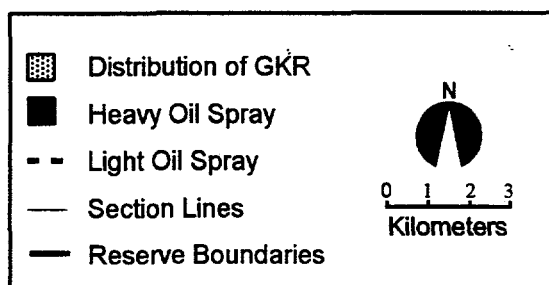 Distribution of GKR
Heavy Oil Spray
Light Oil Spray
Section Lines
Reserve Boundaries
N
0 1 2 3
Kilometers